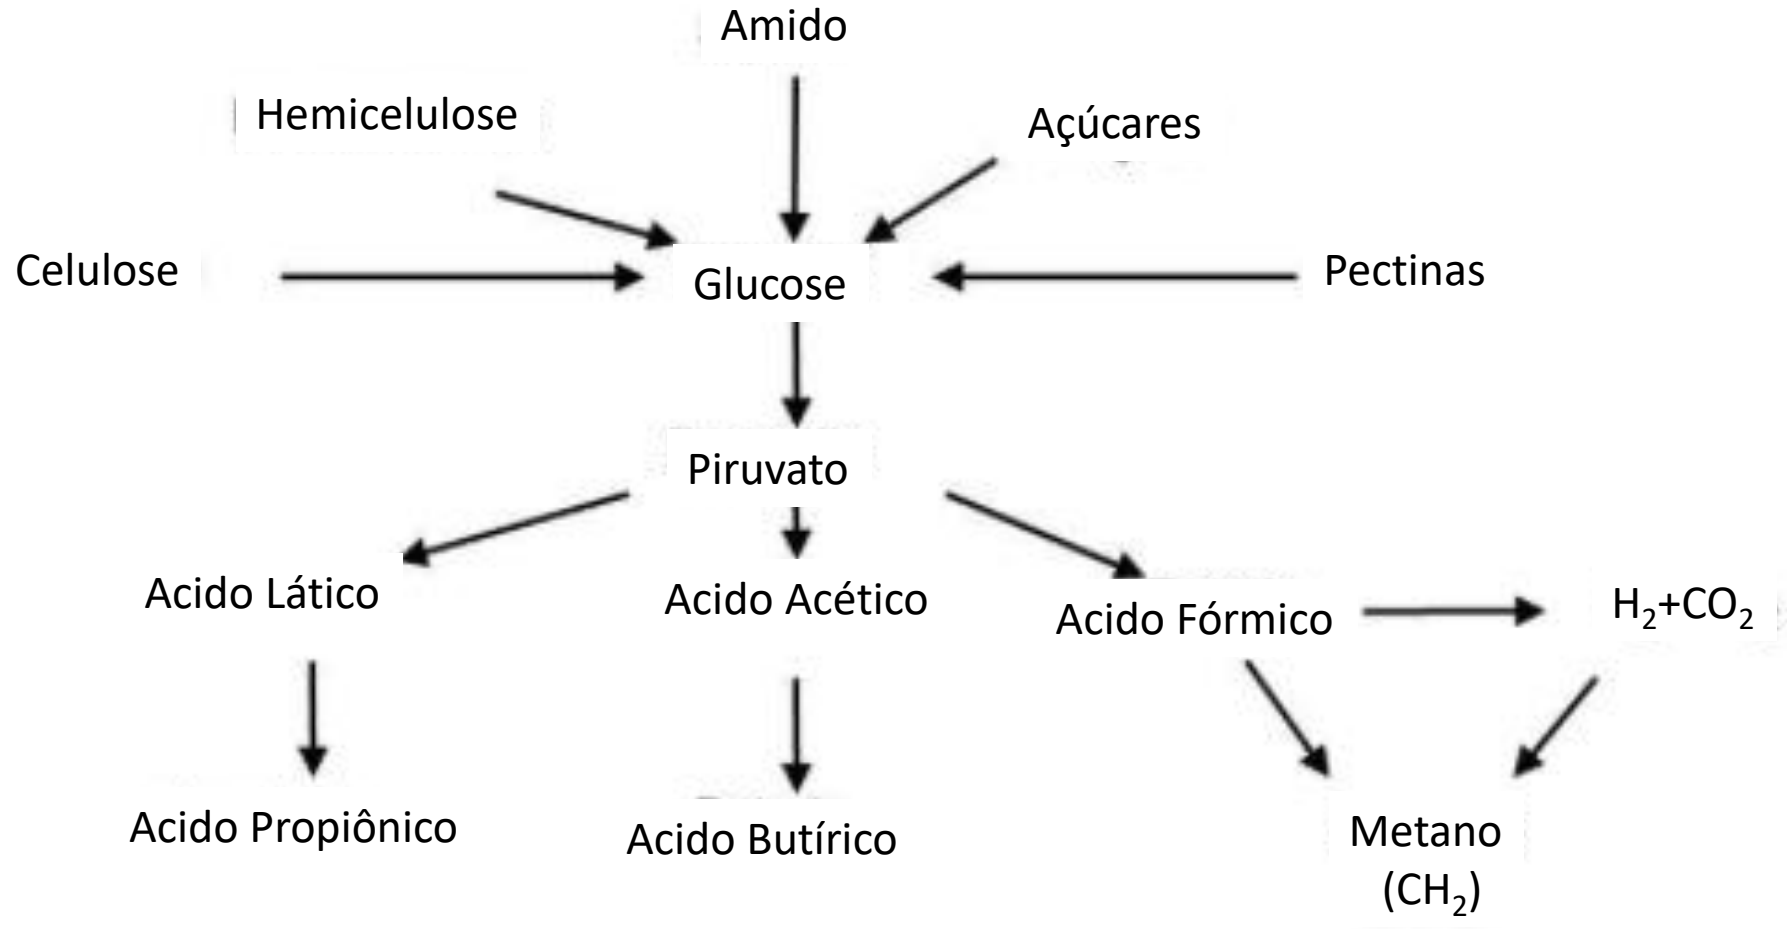 Amido
Hemicelulose
Açúcares
Celulose
Glucose
Pectinas
Piruvato
Acido Lático
Acido Acético
Acido Fórmico
H₂+CO₂
Acido Propiônico
Acido Butírico
Metano
(CH₂)